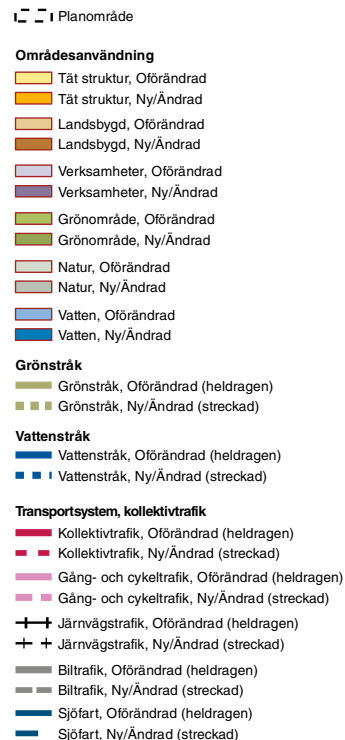 Planområde
Områdesanvändning
Tät struktur, Oförändrad
Tät struktur, Ny/Ändrad
Landsbygd, Oförändrad
Landsbygd, Ny/Ändrad
Verksamheter, Oförändrad
Verksamheter, Ny/Ändrad
Grönområde, Oförändrad
Grönområde, Ny/Ändrad
Natur, Oförändrad
Natur, Ny/Ändrad
Vatten, Oförändrad
Vatten, Ny/Ändrad
Grönstråk
Grönstråk, Oförändrad (heldragen)
Grönstråk, Ny/Ändrad (streckad)
Vattenstråk
Vattenstråk, Oförändrad (heldragen)
Vattenstråk, Ny/Ändrad (streckad)
Transportsystem, kollektivtrafik
Kollektivtrafik, Oförändrad (heldragen)
Kollektivtrafik, Ny/Ändrad (streckad)
Gång- och cykeltrafik, Oförändrad (heldragen)
Gång- och cykeltrafik, Ny/Ändrad (streckad)
Järnvägstrafik, Oförändrad (heldragen)
Järnvägstrafik, Ny/Ändrad (streckad)
Biltrafik, Oförändrad (heldragen)
Biltrafik, Ny/Ändrad (streckad)
Sjöfart, Oförändrad (heldragen)
Sjöfart, Ny/Ändrad (streckad)